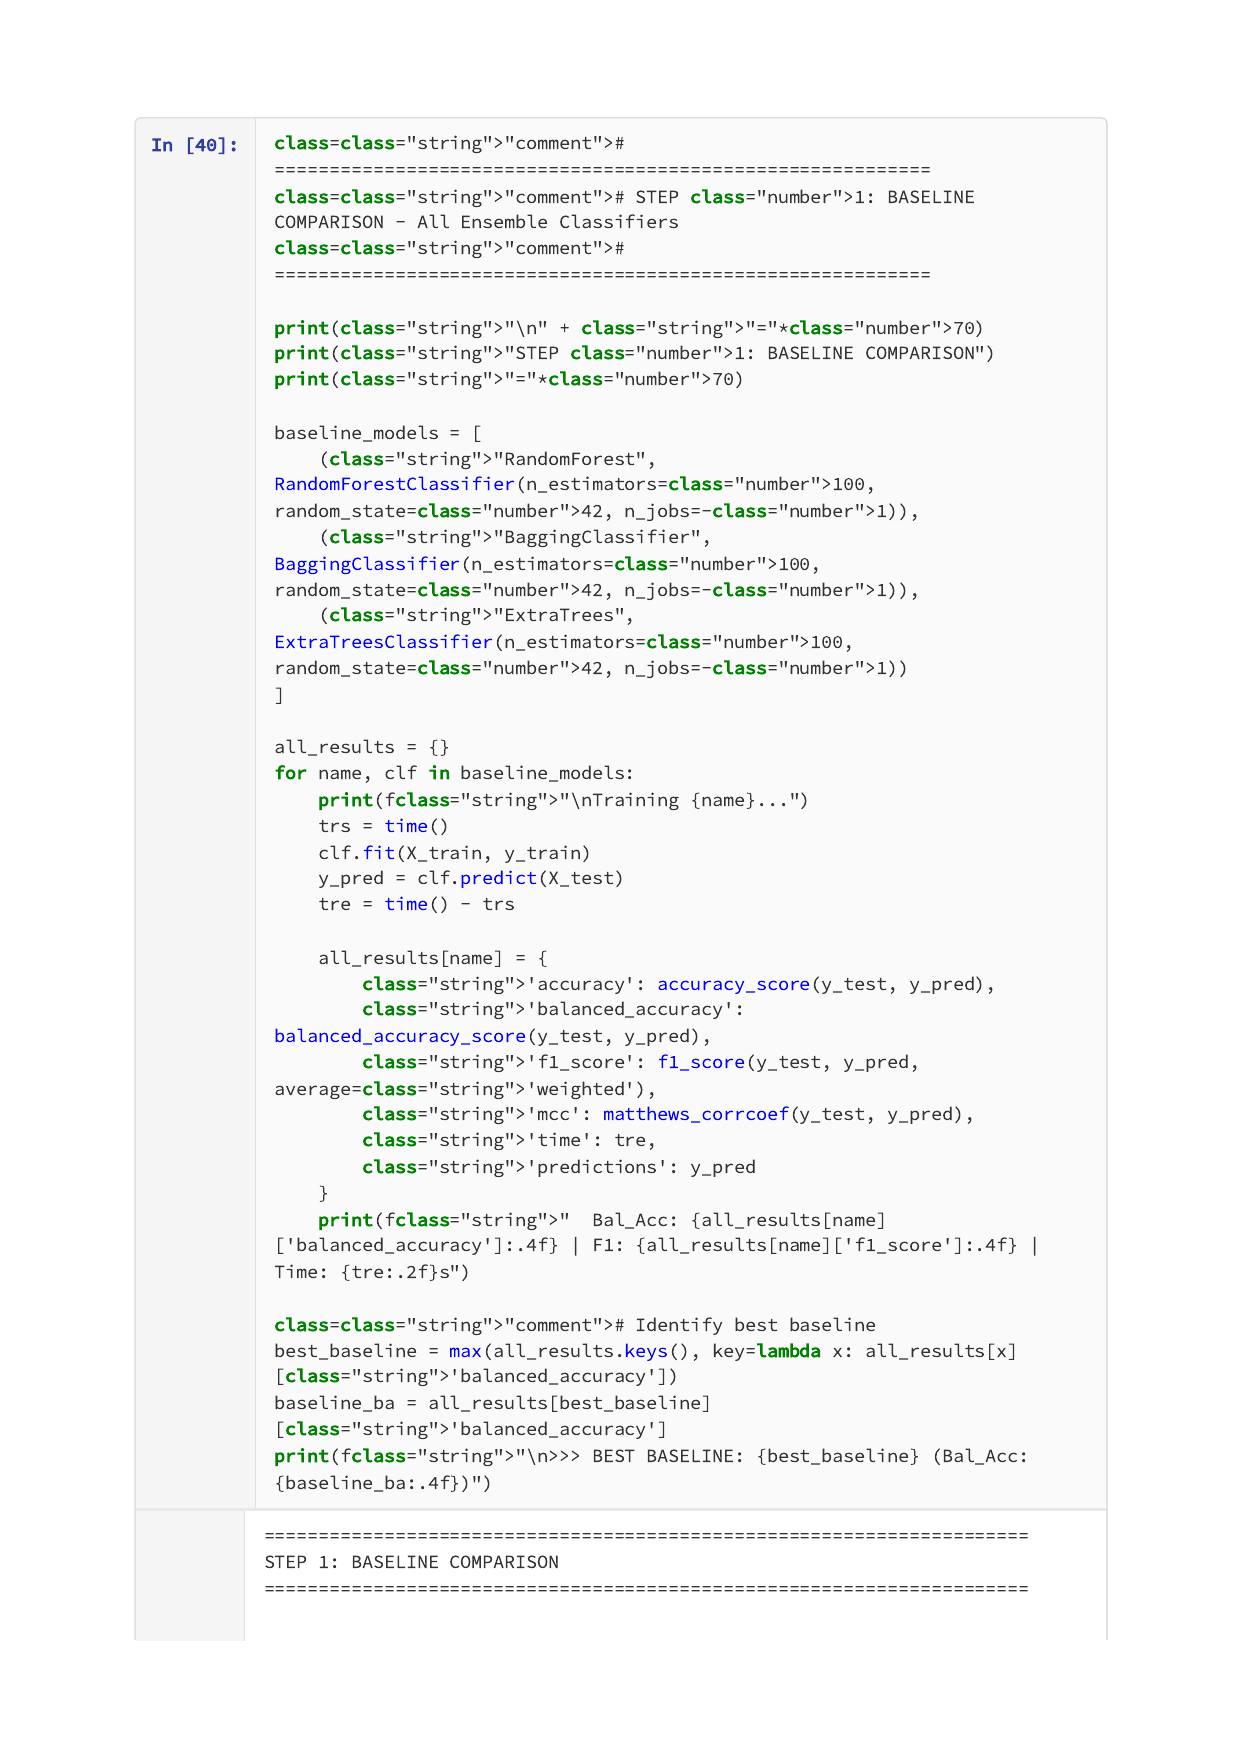 In [40]:
class=class="string">"comment">#
============================================================
class=class="string">"comment"># STEP class="number">1: BASELINE
COMPARISON - All Ensemble Classifiers
class=class="string">"comment">#
============================================================
print(class="string">"\n" + class="string">"="*class="number">70)
print(class="string">"STEP class="number">1: BASELINE COMPARISON")
print(class="string">"="*class="number">70)
baseline_models = [
    (class="string">"RandomForest",
RandomForestClassifier(n_estimators=class="number">100,
random_state=class="number">42, n_jobs=-class="number">1)),
    (class="string">"BaggingClassifier",
BaggingClassifier(n_estimators=class="number">100,
random_state=class="number">42, n_jobs=-class="number">1)),
    (class="string">"ExtraTrees",
ExtraTreesClassifier(n_estimators=class="number">100,
random_state=class="number">42, n_jobs=-class="number">1))
]
all_results = {}
for name, clf in baseline_models:
    print(fclass="string">"\nTraining {name}...")
    trs = time()
    clf.fit(X_train, y_train)
    y_pred = clf.predict(X_test)
    tre = time() - trs
    all_results[name] = {
        class="string">'accuracy': accuracy_score(y_test, y_pred),
        class="string">'balanced_accuracy':
balanced_accuracy_score(y_test, y_pred),
        class="string">'f1_score': f1_score(y_test, y_pred,
average=class="string">'weighted'),
        class="string">'mcc': matthews_corrcoef(y_test, y_pred),
        class="string">'time': tre,
        class="string">'predictions': y_pred
    }
    print(fclass="string">"  Bal_Acc: {all_results[name]
['balanced_accuracy']:.4f} | F1: {all_results[name]['f1_score']:.4f} |
Time: {tre:.2f}s")
class=class="string">"comment"># Identify best baseline
best_baseline = max(all_results.keys(), key=lambda x: all_results[x]
[class="string">'balanced_accuracy'])
baseline_ba = all_results[best_baseline]
[class="string">'balanced_accuracy']
print(fclass="string">"\n>>> BEST BASELINE: {best_baseline} (Bal_Acc:
{baseline_ba:.4f})")
======================================================================
STEP 1: BASELINE COMPARISON
======================================================================